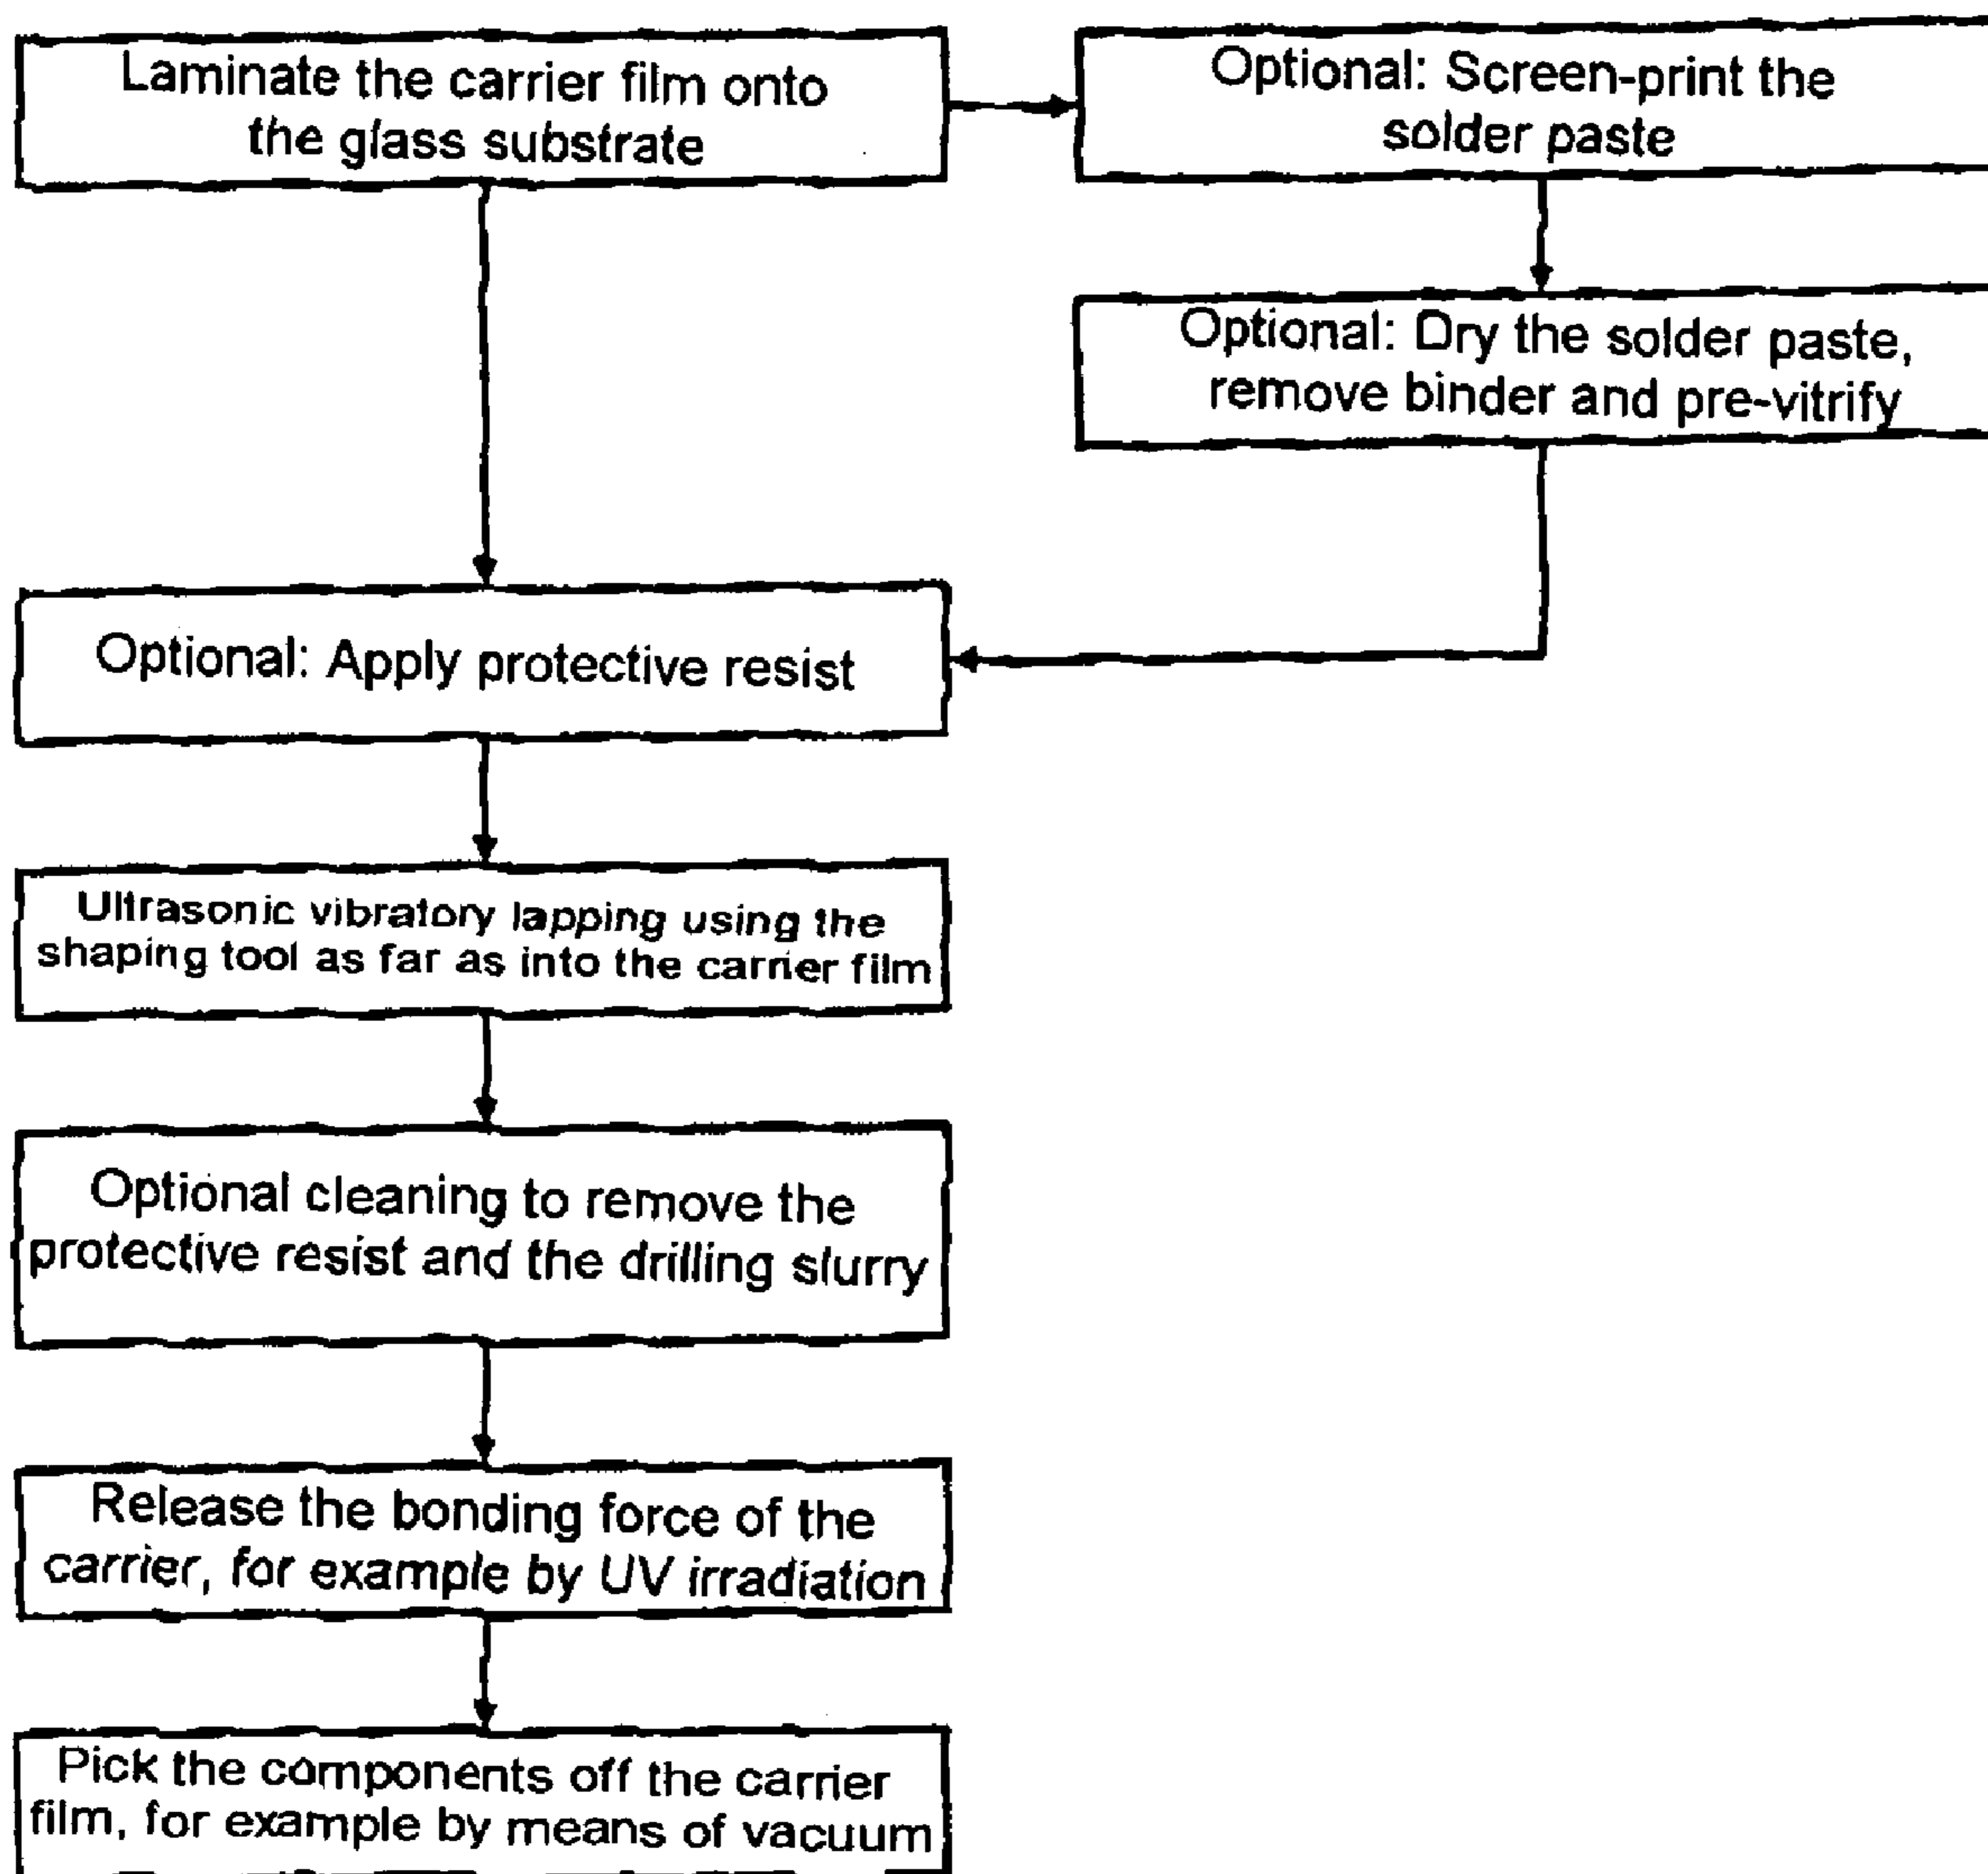 Laminate the carrier film onto
the glass substrate
Optional: Screen-print the
solder paste
Optional: Dry the solder paste,
remove binder and pre-vitrify
Optional: Apply protective resist
Ultrasonic vibratory lapping using the
shaping tool as far as into the carrier film
Optional cleaning to remove the
protective resist and the drilling slurry
Release the bonding force of the
carrier, for example by UV irradiation
Pick the components off the carrier
film, for example by means of vacuum